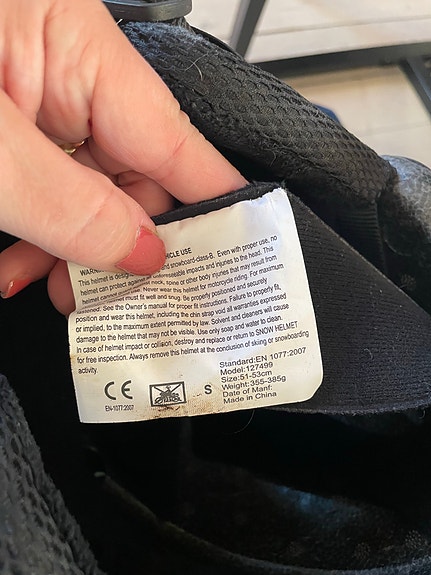 VEHICLE USE
WARN
This helmet is desig snowboard-class-B. Even with proper use, no
helmet can protect against all foreseeable impacts and injuries to the head. This
helmet cannot neck, spine or other body injuries that may result from
Never wear this helmet for motorcycle riding. For maximum
helmet must fit well and snug. Be properly positioned and securely
fastened. See the Owner's manual for proper fit instructions. Failure to properly fit,
position and wear this helmet, including the chin strap void all warranties expressed
or implied, to the maximum extent permitted by law. Solvent and cleaners will cause
damage to the helmet that may not be visible. Use only soap and water to clean.
In case of helmet impact or collision, destroy and replace or return to SNOW HELMET
for free inspection. Always remove this helmet at the conclusion of skiing or snowboarding
activity.
CE
EN-1077:2007
S
Standard:EN 1077:2007
Model:127499
Size:51-53cm
Weight:355-385g
Date of Manf:
Made in China